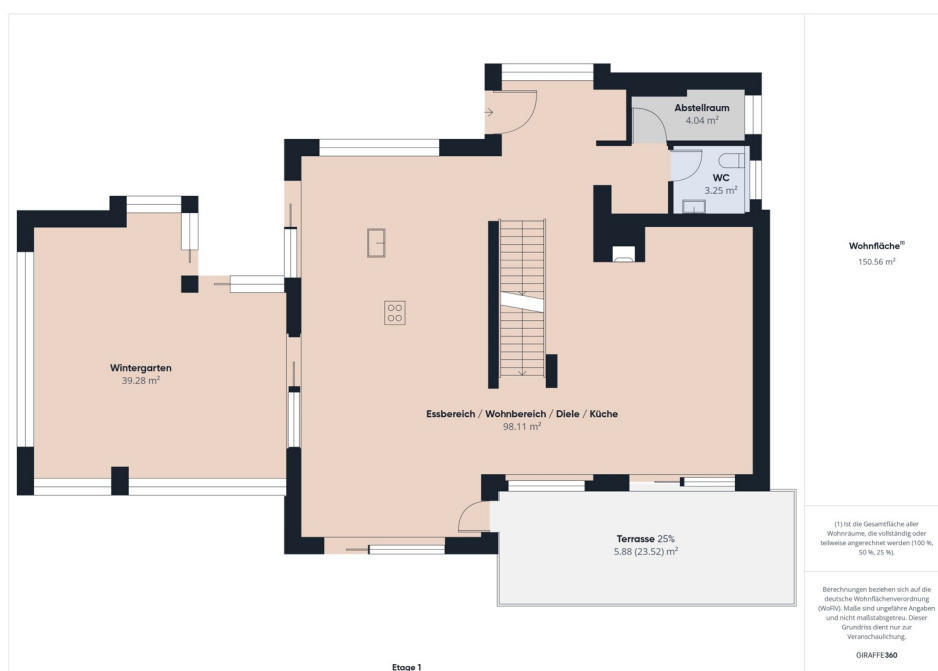 Abstellraum
4.04 m²
WC
3.25 m²
Wohnfläche⁽¹⁾
150.56 m²
Wintergarten
39.28 m²
Essbereich / Wohnbereich / Diele / Küche
98.11 m²
Terrasse 25%
5.88 (23.52) m²
(1) Ist die Gesamtfläche aller
Wohnräume, die vollständig oder
teilweise angerechnet werden (100 %,
50 %, 25 %).
Berechnungen beziehen sich auf die
deutsche Wohnflächenverordnung
(WoFlV). Maße sind ungefähre Angaben
und nicht maßstabsgetreu. Dieser
Grundriss dient nur zur
Veranschaulichung.
GIRAFFE360
Etage 1